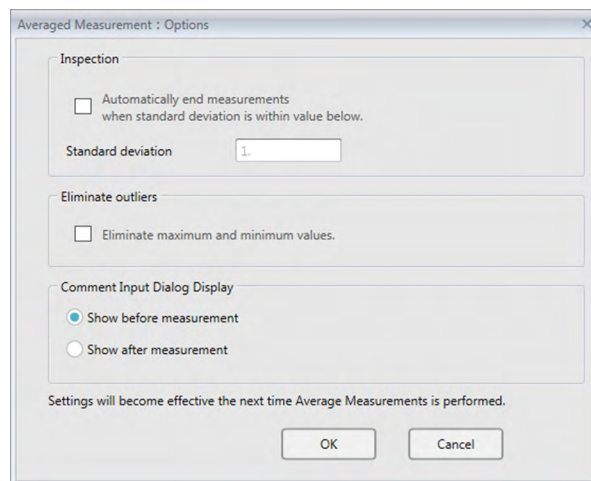 Averaged Measurement : Options
Inspection
Automatically end measurements
when standard deviation is within value below.
Standard deviation 1.
Eliminate outliers
Eliminate maximum and minimum values.
Comment Input Dialog Display
Show before measurement
Show after measurement
Settings will become effective the next time Average Measurements is performed.
OK Cancel